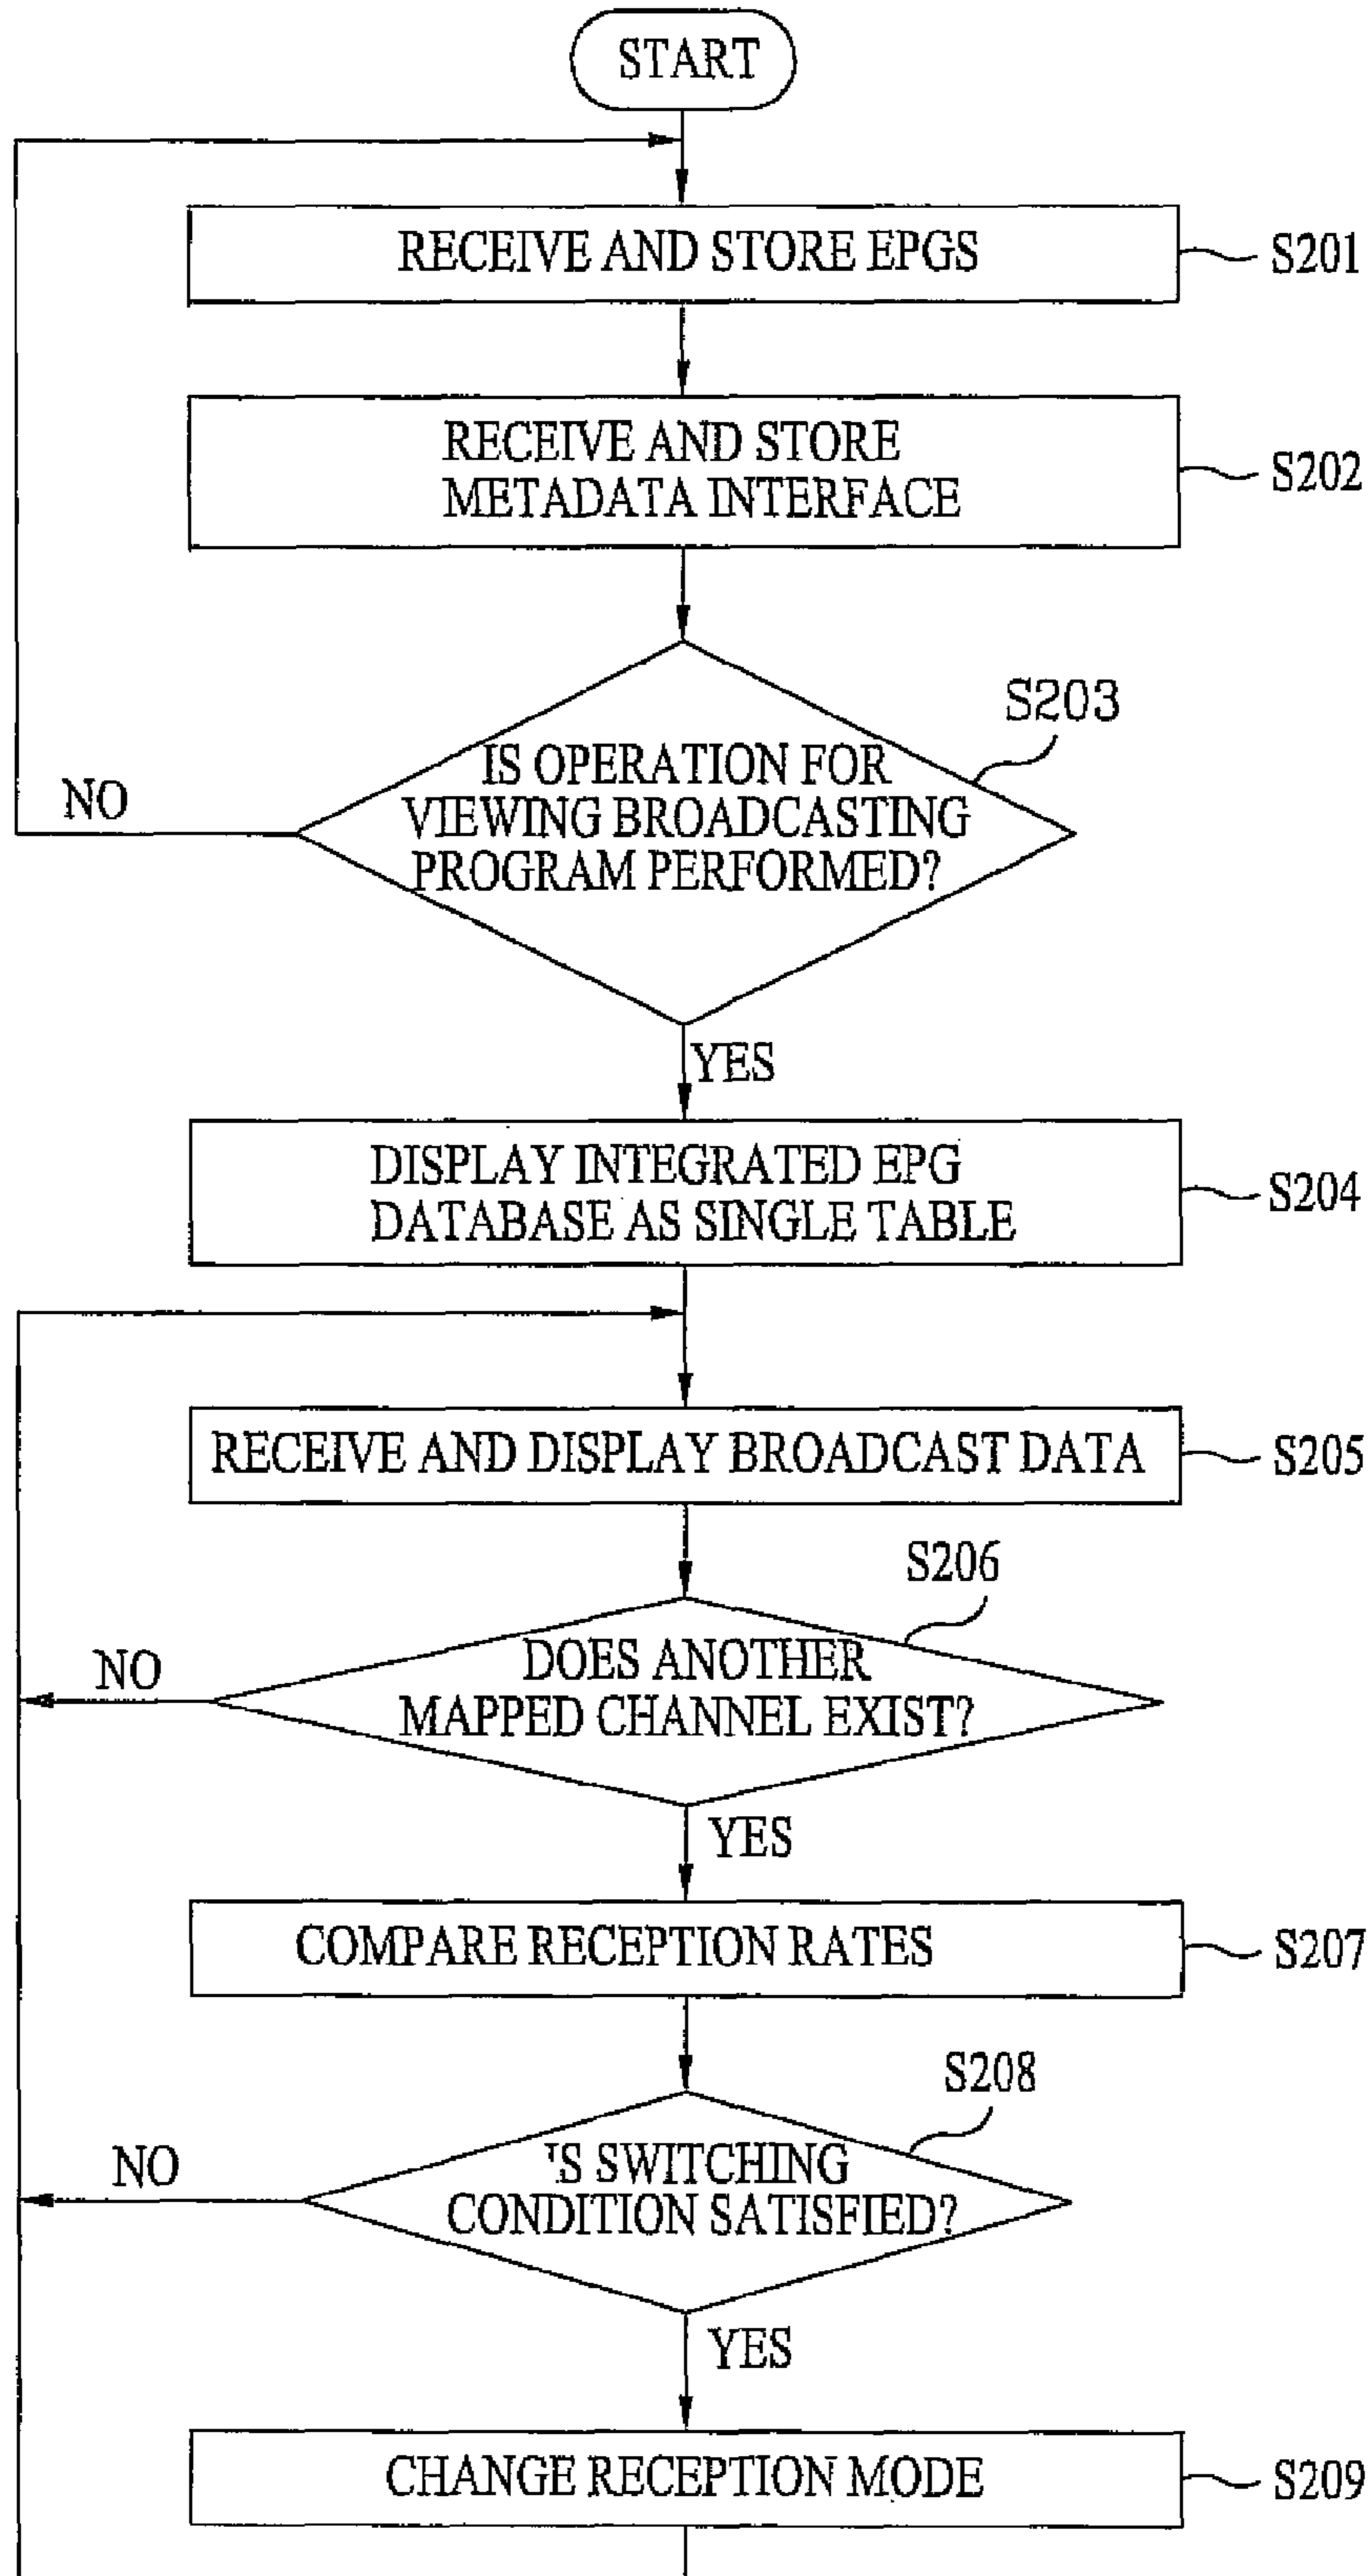 START
RECEIVE AND STORE EPGS
S201
RECEIVE AND STORE
METADATA INTERFACE
S202
S203
IS OPERATION FOR
VIEWING BROADCASTING
PROGRAM PERFORMED?
NO
YES
DISPLAY INTEGRATED EPG
DATABASE AS SINGLE TABLE
S204
RECEIVE AND DISPLAY BROADCAST DATA
S205
S206
DOES ANOTHER
MAPPED CHANNEL EXIST?
NO
YES
COMPARE RECEPTION RATES
S207
S208
'S SWITCHING
CONDITION SATISFIED?
NO
YES
CHANGE RECEPTION MODE
S209